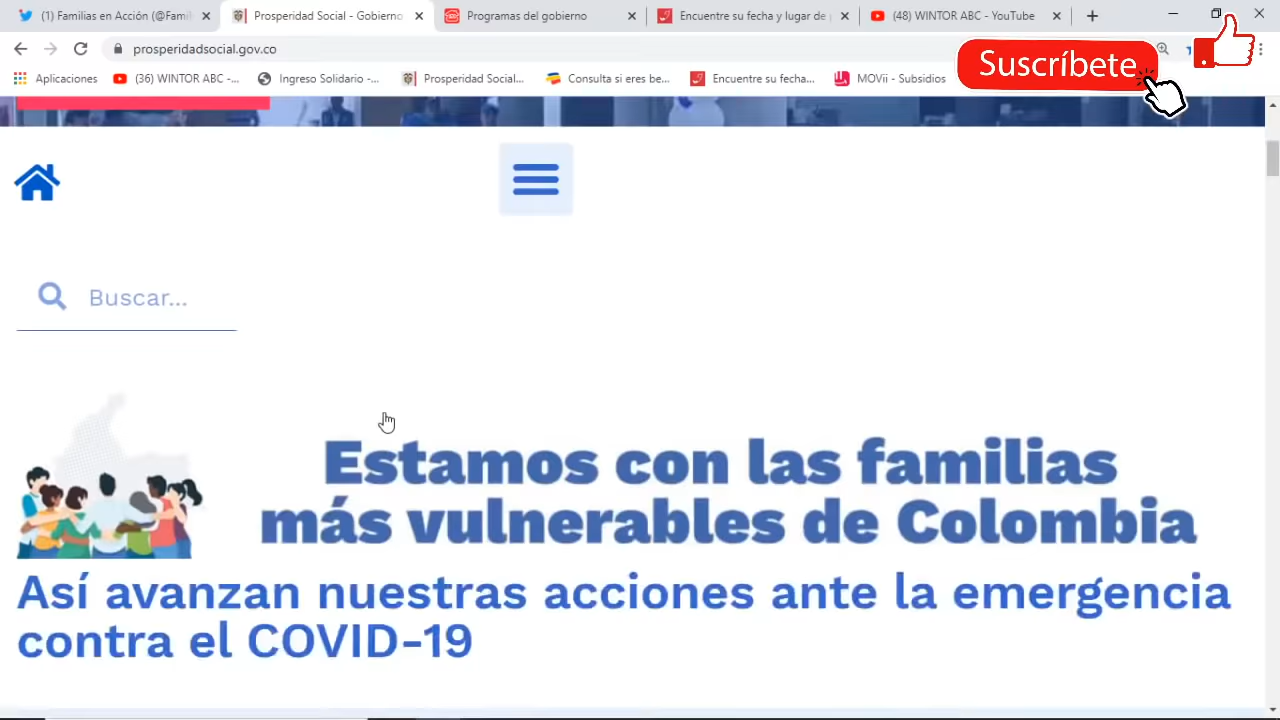 (1) Familias en Acción (@Famil
Prosperidad Social - Gobierno
Programas del gobierno
Encuentre su fecha y lugar de
(48) WINTOR ABC - YouTube
prosperidadsocial.gov.co
Suscríbete
Aplicaciones
(36) WINTOR ABC -...
Ingreso Solidario -...
Prosperidad Social...
Consulta si eres be...
Encuentre su fecha...
MOVii - Subsidios
Buscar...
Estamos con las familias
más vulnerables de Colombia
Así avanzan nuestras acciones ante la emergencia
contra el COVID-19